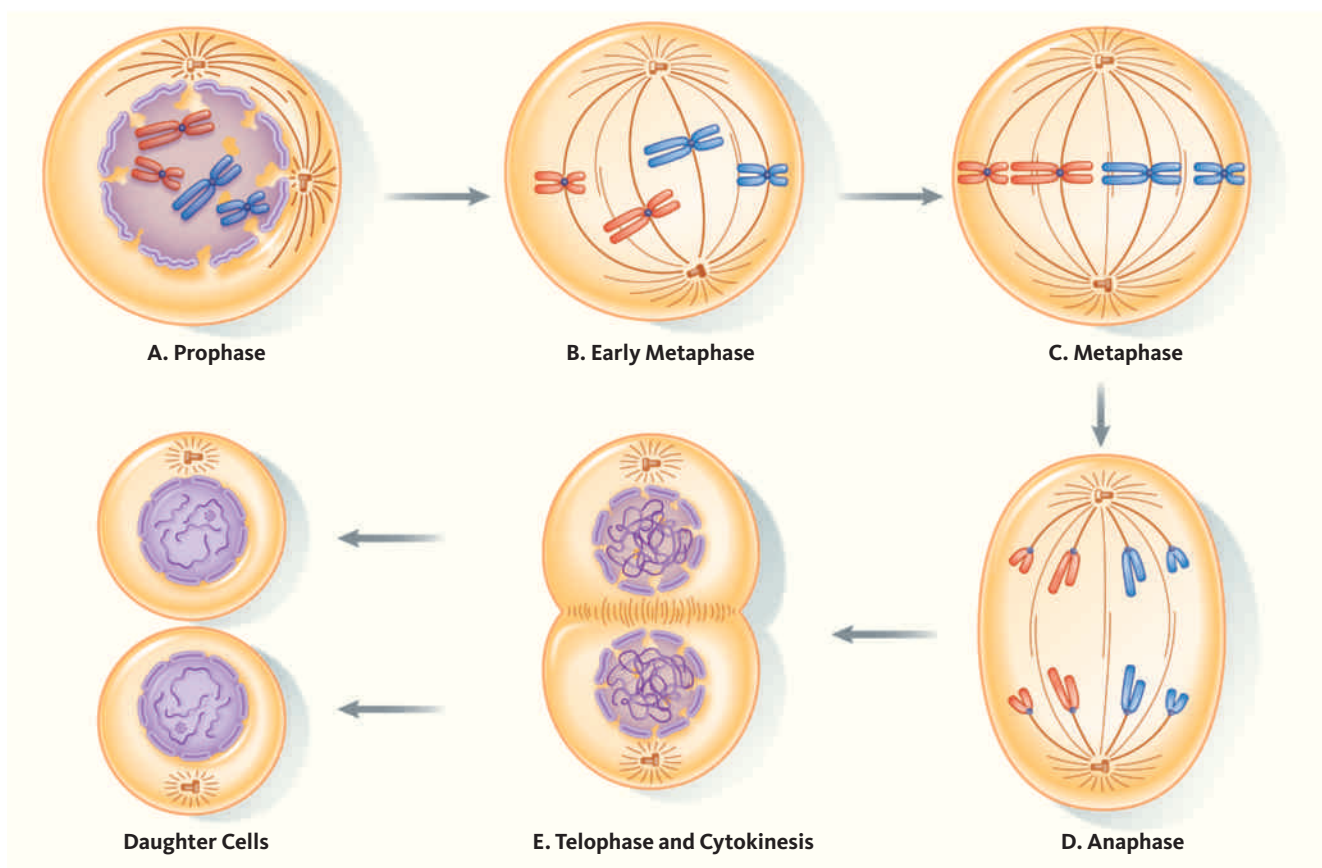 A. Prophase
B. Early Metaphase
C. Metaphase
Daughter Cells
E. Telophase and Cytokinesis
D. Anaphase